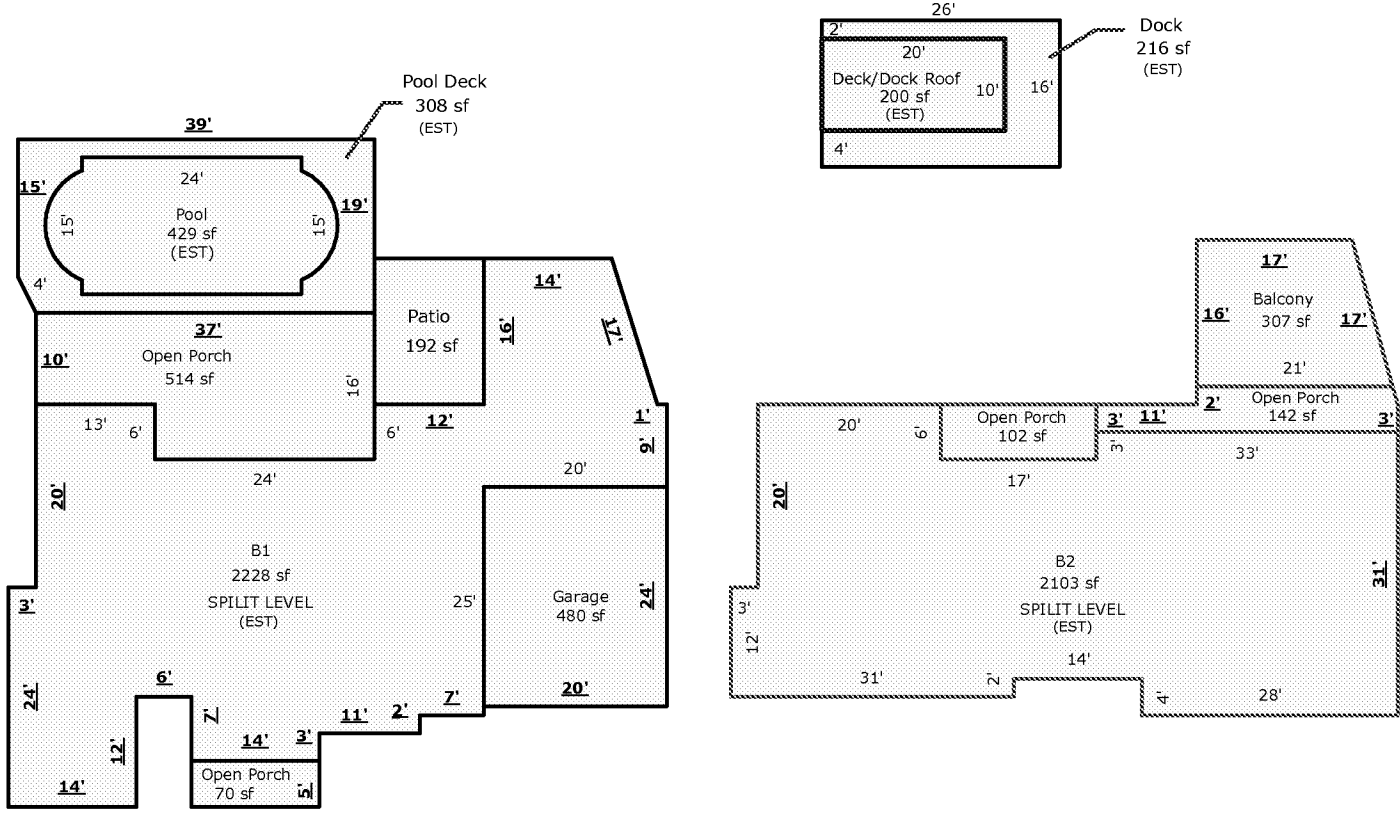 26'
2'
20'
Deck/Dock Roof
200 sf
(EST)
10'
16'
4'
Dock
216 sf
(EST)
Pool Deck
308 sf
(EST)
39'
15'
24'
19'
15'
Pool
429 sf
(EST)
15'
4'
37'
10'
Open Porch
514 sf
16'
Patio
192 sf
14'
16'
17'
13'
6'
6'
12'
1'
9'
24'
20'
20'
B1
2228 sf
SPILIT LEVEL
(EST)
25'
Garage
480 sf
24'
3'
24'
6'
7'
12'
14'
14'
3'
11'
2'
7'
20'
Open Porch
70 sf
5'
17'
Balcony
307 sf
16'
17'
21'
Open Porch
142 sf
2'
3'
20'
6'
Open Porch
102 sf
3'
11'
3'
17'
33'
20'
B2
2103 sf
SPILIT LEVEL
(EST)
31'
3'
12'
31'
2'
14'
4'
28'